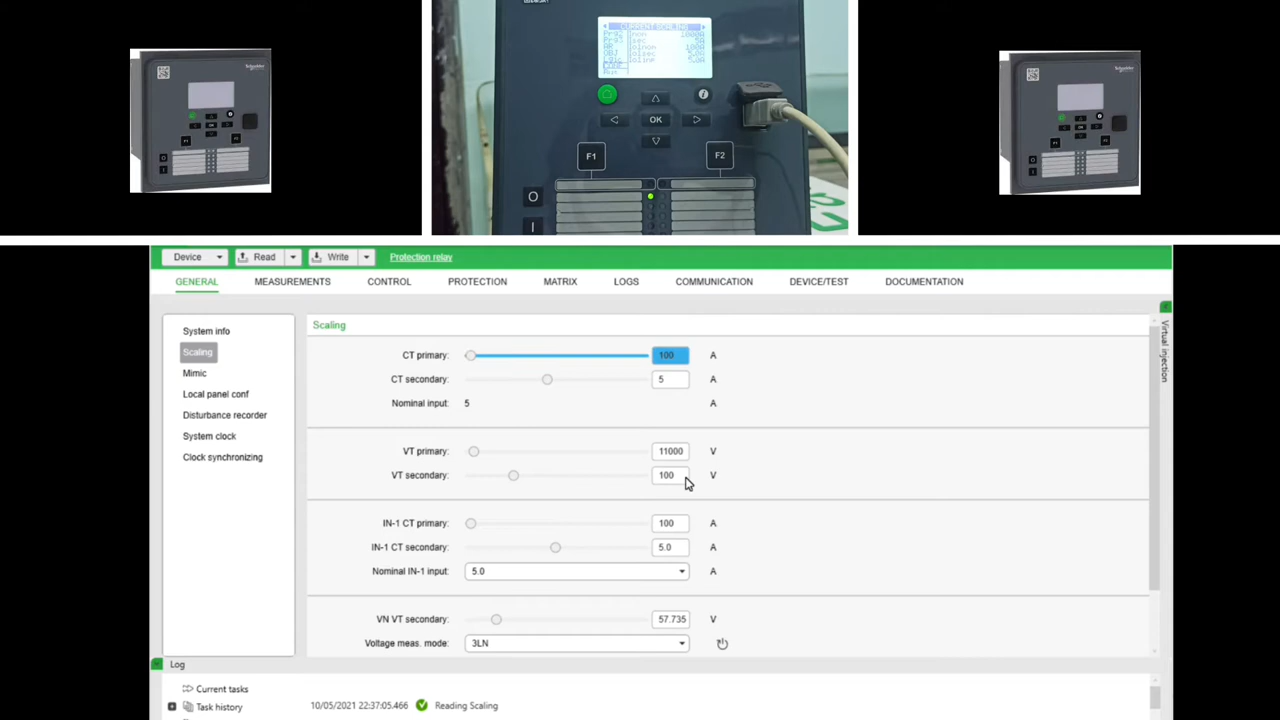 Schneider
Schneider
CURRENT SCALING
OK
F1
F2
O
I
Device
Read
Write
Protection relay
GENERAL MEASUREMENTS CONTROL PROTECTION MATRIX LOGS COMMUNICATION DEVICE/TEST DOCUMENTATION
System info
Scaling
Mimic
Local panel conf
Disturbance recorder
System clock
Clock synchronizing
Scaling
CT primary: 100 A
CT secondary: 5 A
Nominal input: 5 A
VT primary: 11000 V
VT secondary: 100 V
IN-1 CT primary: 100 A
IN-1 CT secondary: 5.0 A
Nominal IN-1 input: 5.0 A
VN VT secondary: 57.735 V
Voltage meas. mode: 3LN
Virtual injection
Log
Current tasks
Task history
10/05/2021 22:37:05.466 Reading Scaling